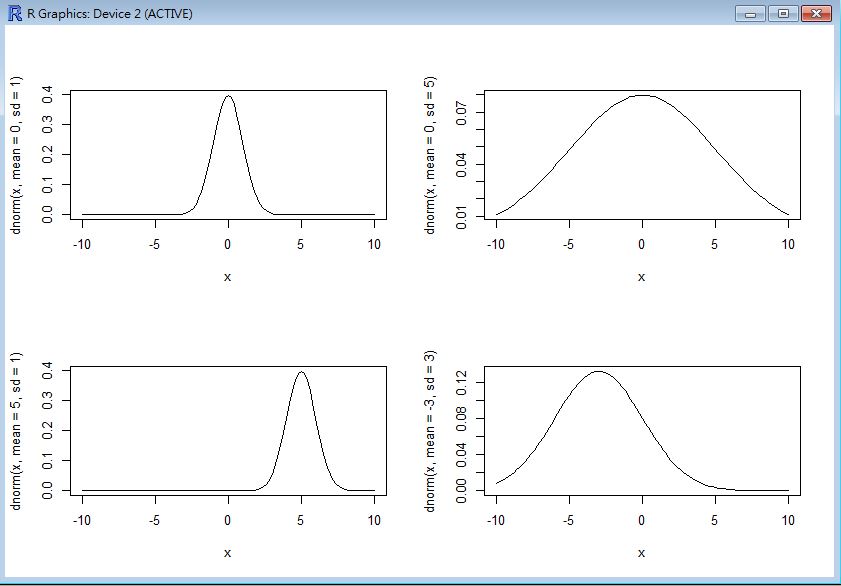 R Graphics: Device 2 (ACTIVE)
dnorm(x, mean = 0, sd = 1)
0.4
0.3
0.2
0.1
0.0
-10 -5 0 5 10
x
dnorm(x, mean = 0, sd = 5)
0.07
0.04
0.01
-10 -5 0 5 10
x
dnorm(x, mean = 5, sd = 1)
0.4
0.3
0.2
0.1
0.0
-10 -5 0 5 10
x
dnorm(x, mean = -3, sd = 3)
0.12
0.08
0.04
0.00
-10 -5 0 5 10
x